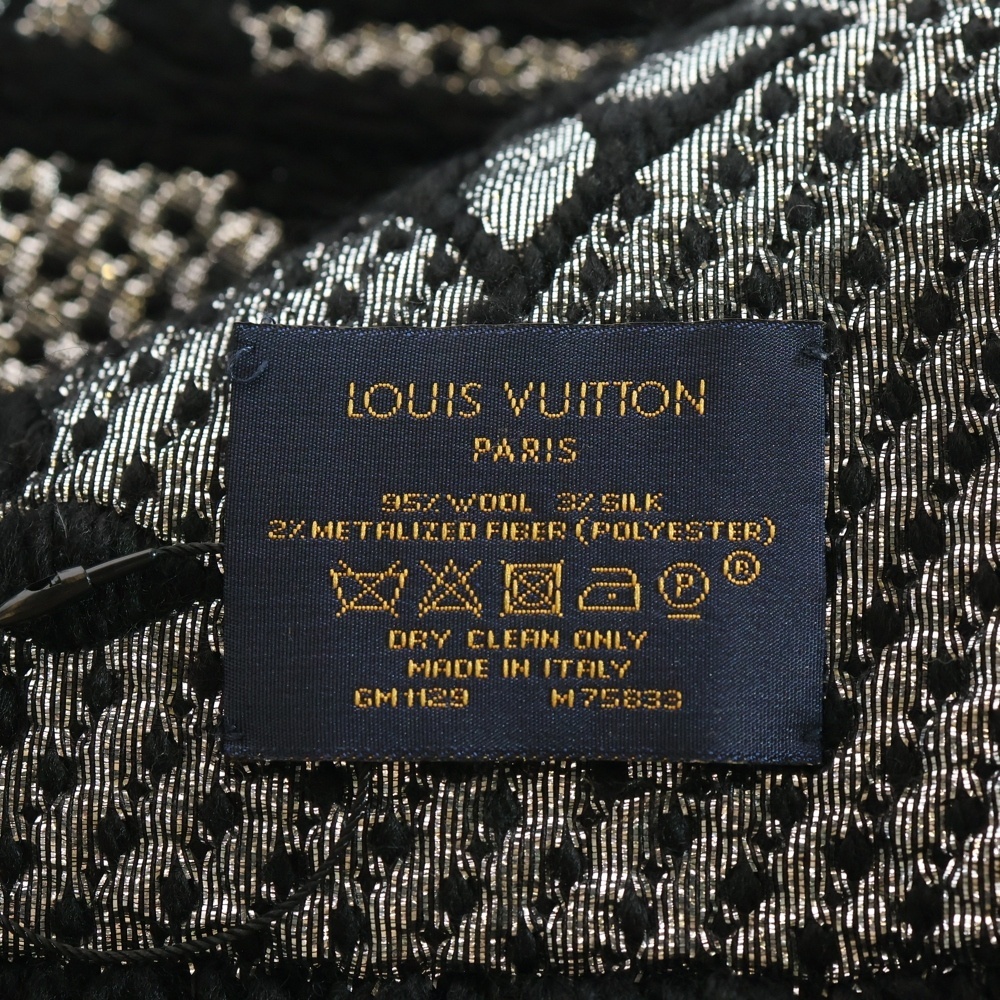 LOUIS VUITTON
PARIS
95% WOOL 3% SILK
2% METALIZED FIBER (POLYESTER)
P ®
DRY CLEAN ONLY
MADE IN ITALY
GM1129 M75833